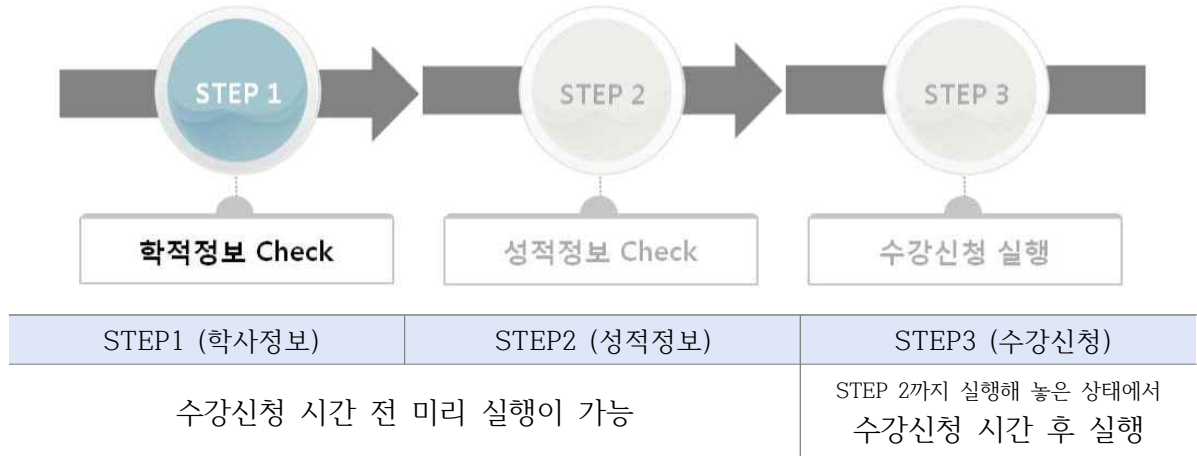 STEP 1
STEP 2
STEP 3
학적정보 Check
성적정보 Check
수강신청 실행
STEP1 (학사정보)
STEP2 (성적정보)
STEP3 (수강신청)
수강신청 시간 전 미리 실행이 가능
STEP 2까지 실행해 놓은 상태에서
수강신청 시간 후 실행